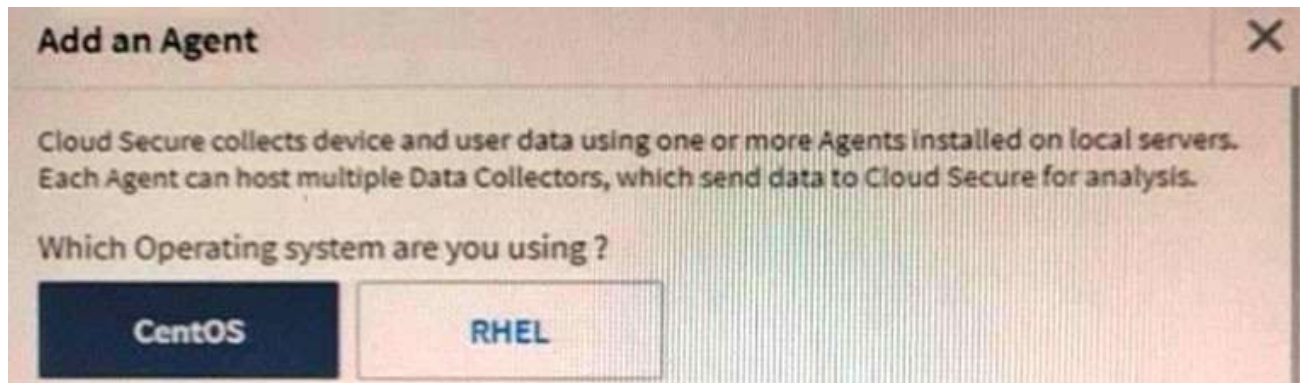 Add an Agent
Cloud Secure collects device and user data using one or more Agents installed on local servers.
Each Agent can host multiple Data Collectors, which send data to Cloud Secure for analysis.
Which Operating system are you using ?
CentOS RHEL